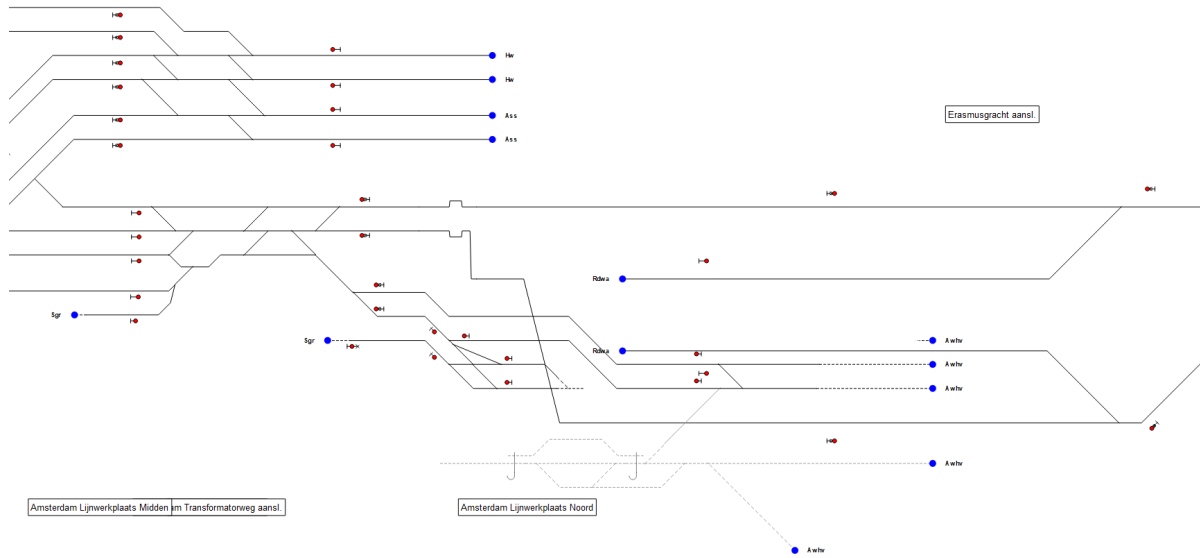 Hw
Hw
Ass
Erasmusgracht aansl.
Ass
Rdwa
Sgr
Sgr
Awhv
Rdwa
Awhv
Awhv
Awhv
Amsterdam Lijnwerkplaats Midden
m Transformatorweg aansl.
Amsterdam Lijnwerkplaats Noord
Awhv